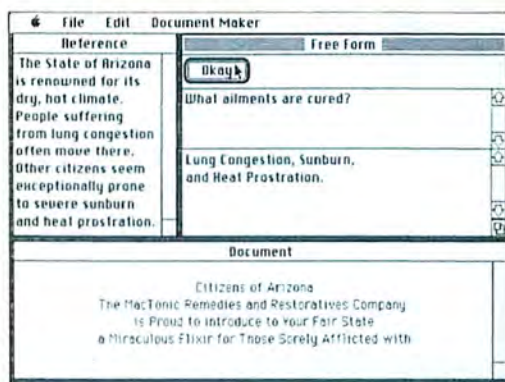 File Edit Document Maker
Reference
The State of Arizona
is renowned for its
dry, hot climate.
People suffering
from lung congestion
often move there.
Other citizens seem
exceptionally prone
to severe sunburn
and heat prostration.
Free Form
Okay
What ailments are cured?
Lung Congestion, Sunburn,
and Heat Prostration.
Document
Citizens of Arizona
The MacTonic Remedies and Restoratives Company
is Proud to Introduce to Your Fair State
a Miraculous Elixir for Those Sorely Afflicted with